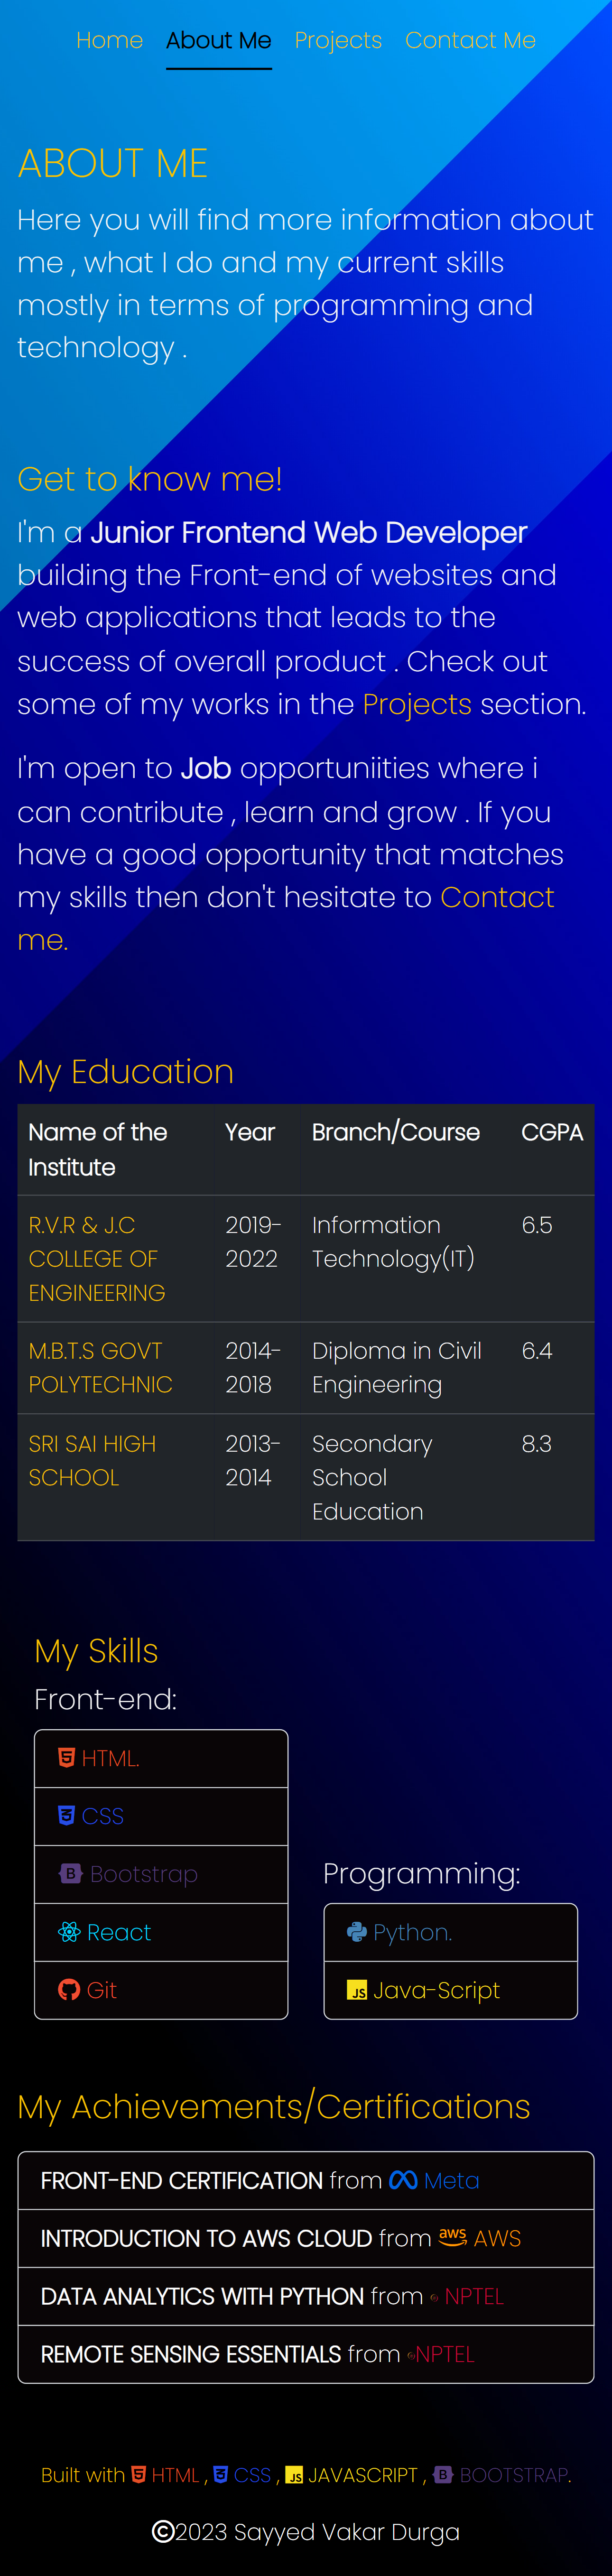 Home About Me Projects Contact Me
ABOUT ME
Here you will find more information about
me , what I do and my current skills
mostly in terms of programming and
technology .
Get to know me!
I'm a Junior Frontend Web Developer
building the Front-end of websites and
web applications that leads to the
success of overall product . Check out
some of my works in the Projects section.
I'm open to Job opportuniities where i
can contribute , learn and grow . If you
have a good opportunity that matches
my skills then don't hesitate to Contact
me.
My Education
Name of the Institute Year Branch/Course CGPA
R.V.R & J.C COLLEGE OF ENGINEERING 2019-2022 Information Technology(IT) 6.5
M.B.T.S GOVT POLYTECHNIC 2014-2018 Diploma in Civil Engineering 6.4
SRI SAI HIGH SCHOOL 2013-2014 Secondary School Education 8.3
My Skills
Front-end:
HTML.
CSS
Bootstrap
React
Git
Programming:
Python.
JS Java-Script
My Achievements/Certifications
FRONT-END CERTIFICATION from Meta
INTRODUCTION TO AWS CLOUD from aws AWS
DATA ANALYTICS WITH PYTHON from NPTEL
REMOTE SENSING ESSENTIALS from NPTEL
Built with HTML , CSS , JS JAVASCRIPT , B BOOTSTRAP.
©2023 Sayyed Vakar Durga